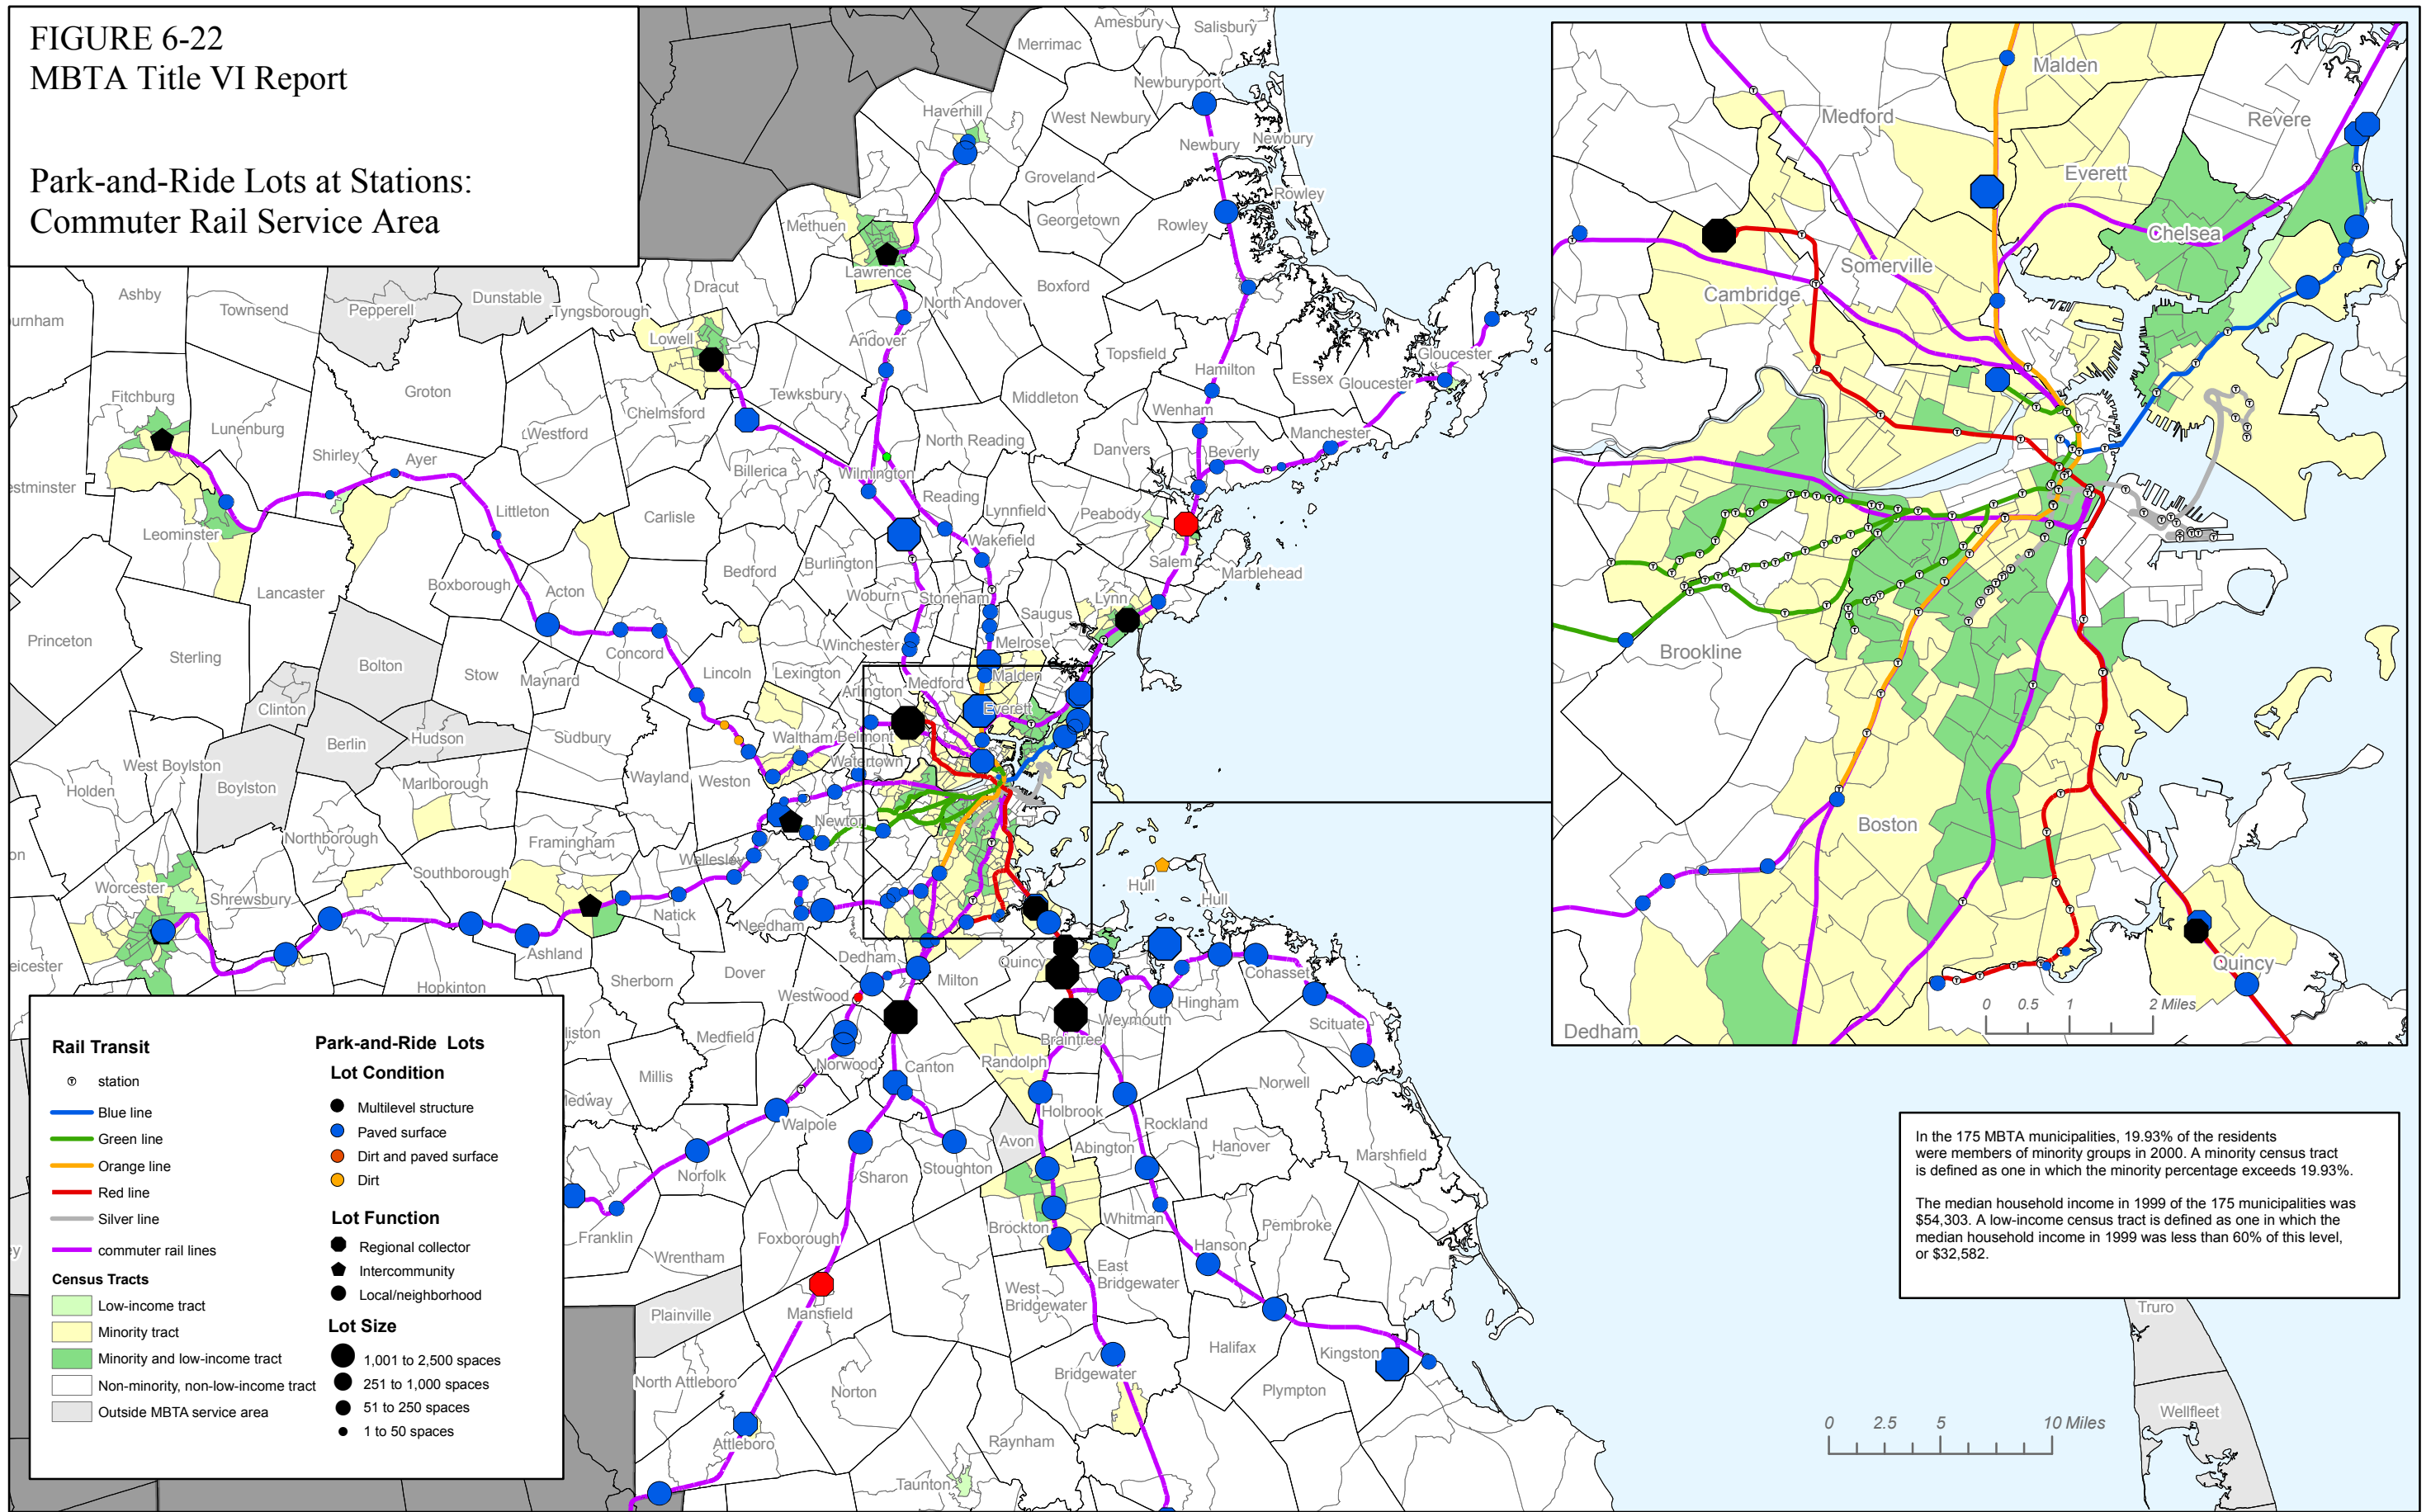 FIGURE 6-22
MBTA Title VI Report
Park-and-Ride Lots at Stations:
Commuter Rail Service Area
Amesbury
Salisbury
Merrimac
Newburyport
Haverhill
West Newbury
Newbury
Newbury
Groveland
Rowley
Georgetown
Rowley
Methuen
Lawrence
Boxford
North Andover
Dracut
Ashby
Townsend
Pepperell
Dunstable
Tyngsborough
urnham
Lowell
Andover
Topsfield
Hamilton
Gloucester
Essex
Gloucester
Groton
Fitchburg
Lunenburg
Chelmsford
Tewksbury
Middleton
Wenham
Westford
North Reading
Danvers
Manchester
Beverly
Shirley
Ayer
Billerica
Wilmington
estminster
Littleton
Carlisle
Reading
Lynnfield
Peabody
Leominster
Wakefield
Burlington
Bedford
Salem
Marblehead
Boxborough
Acton
Lancaster
Woburn
Stoneham
Lynn
Saugus
Princeton
Sterling
Bolton
Stow
Maynard
Concord
Winchester
Melrose
Lincoln
Lexington
Arlington
Medford
Malden
Clinton
Everett
Berlin
Hudson
Sudbury
Waltham
Belmont
West Boylston
Watertown
Holden
Boylston
Marlborough
Wayland
Weston
Newton
Northborough
Framingham
Wellesley
on
Southborough
Worcester
Shrewsbury
Natick
Needham
Hull
Hull
eicester
Ashland
Dedham
Quincy
Cohasset
Sherborn
Dover
Milton
Hopkinton
Westwood
Hingham
Weymouth
Scituate
liston
Medfield
Braintree
Randolph
Norwood
Canton
Millis
Norwell
edway
Holbrook
Walpole
Rockland
Avon
Abington
Hanover
Marshfield
Norfolk
Sharon
Stoughton
Whitman
Brockton
Pembroke
Franklin
Foxborough
Wrentham
Hanson
East
Bridgewater
West
Bridgewater
ey
Plainville
Mansfield
Halifax
Kingston
North Attleboro
Norton
Bridgewater
Plympton
Attleboro
Raynham
Taunton
Truro
Wellfleet
Malden
Medford
Revere
Everett
Chelsea
Somerville
Cambridge
Brookline
Boston
Quincy
Dedham
0 0.5 1 2 Miles
Rail Transit
station
Blue line
Green line
Orange line
Red line
Silver line
commuter rail lines
Census Tracts
Low-income tract
Minority tract
Minority and low-income tract
Non-minority, non-low-income tract
Outside MBTA service area
Park-and-Ride Lots
Lot Condition
Multilevel structure
Paved surface
Dirt and paved surface
Dirt
Lot Function
Regional collector
Intercommunity
Local/neighborhood
Lot Size
1,001 to 2,500 spaces
251 to 1,000 spaces
51 to 250 spaces
1 to 50 spaces
In the 175 MBTA municipalities, 19.93% of the residents
were members of minority groups in 2000. A minority census tract
is defined as one in which the minority percentage exceeds 19.93%.
The median household income in 1999 of the 175 municipalities was
$54,303. A low-income census tract is defined as one in which the
median household income in 1999 was less than 60% of this level,
or $32,582.
0 2.5 5 10 Miles